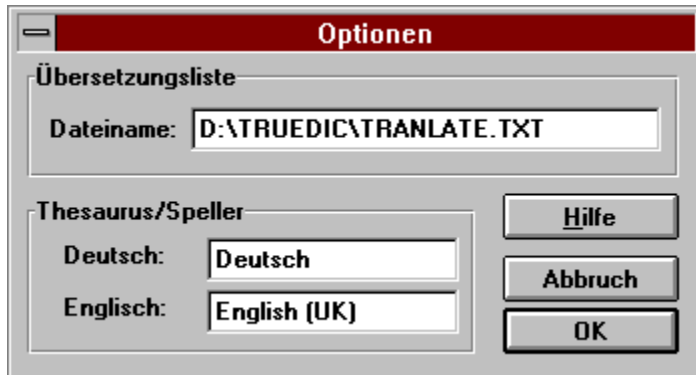 Optionen
Übersetzungsliste
Dateiname: D:\TRUEDIC\TRANLATE.TXT
Thesaurus/Speller
Deutsch: Deutsch
Englisch: English (UK)
Hilfe
Abbruch
OK